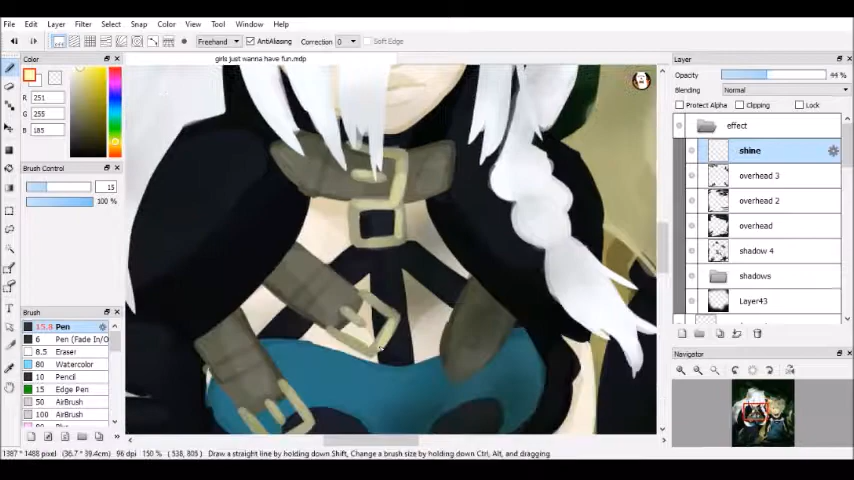 File Edit Layer Filter Select Snap Color View Tool Window Help
Freehand AntiAliasing Correction 0 Soft Edge
girls just wanna have fun.mdp
Color
R 251
G 255
B 185
Brush Control
15
100 %
Brush
15.8 Pen
6 Pen (Fade In/O
8.5 Eraser
80 Watercolor
10 Pencil
15 Edge Pen
50 AirBrush
100 AirBrush
Layer
Opacity 44 %
Blending Normal
Protect Alpha Clipping Lock
effect
shine
overhead 3
overhead 2
overhead
shadow 4
shadows
Layer43
Navigator
1387 * 1488 pixel (36.7 * 39.4cm) 96 dpi 150 % ( 538, 805 ) Draw a straight line by holding down Shift, Change a brush size by holding down Ctrl, Alt, and dragging